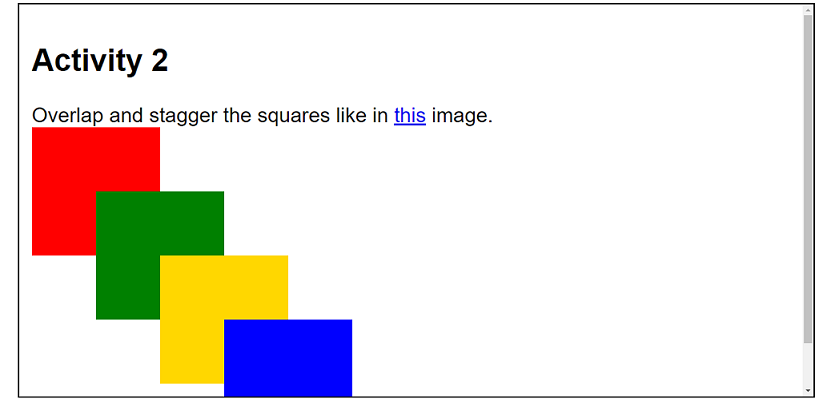 Activity 2
Overlap and stagger the squares like in this image.